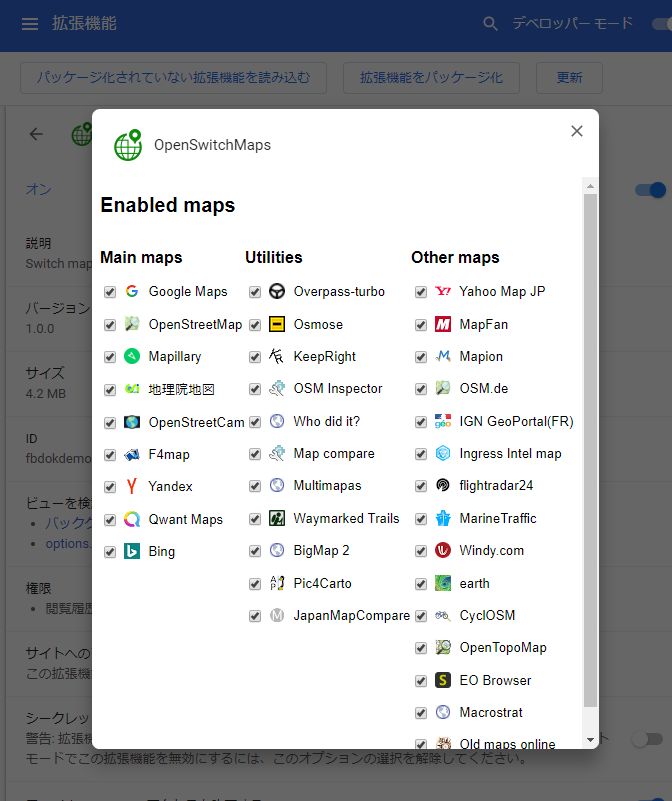 拡張機能
デベロッパー モード
パッケージ化されていない拡張機能を読み込む
拡張機能をパッケージ化
更新
オン
説明
Switch map
バージョン
1.0.0
サイズ
4.2 MB
ID
fbdokdemo
ビューを検
バックグ
options.
権限
閲覧履歴
サイトへの
この拡張機
シークレッ
警告: 拡張機
モードでこの拡張機能を無効にするには、このオプションの選択を解除してください。
OpenSwitchMaps
Enabled maps
Main maps
Google Maps
OpenStreetMap
Mapillary
地理院地図
OpenStreetCam
F4map
Yandex
Qwant Maps
Bing
Utilities
Overpass-turbo
Osmose
KeepRight
OSM Inspector
Who did it?
Map compare
Multimapas
Waymarked Trails
BigMap 2
Pic4Carto
JapanMapCompare
Other maps
Yahoo Map JP
MapFan
Mapion
OSM.de
IGN GeoPortal(FR)
Ingress Intel map
flightradar24
MarineTraffic
Windy.com
earth
CyclOSM
OpenTopoMap
EO Browser
Macrostrat
Old maps online